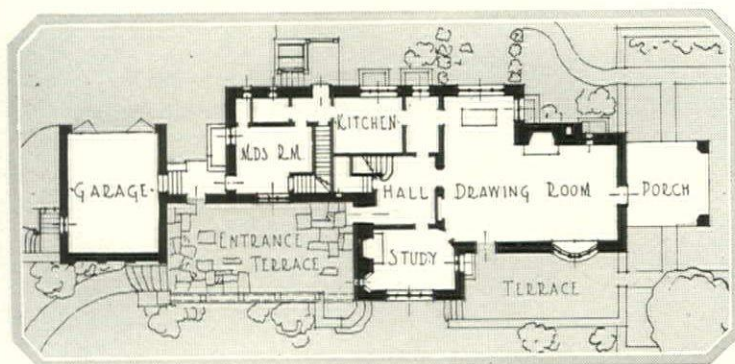 KITCHEN
MDS RM.
GARAGE
HALL
DRAWING ROOM
PORCH
ENTRANCE
TERRACE
STUDY
TERRACE